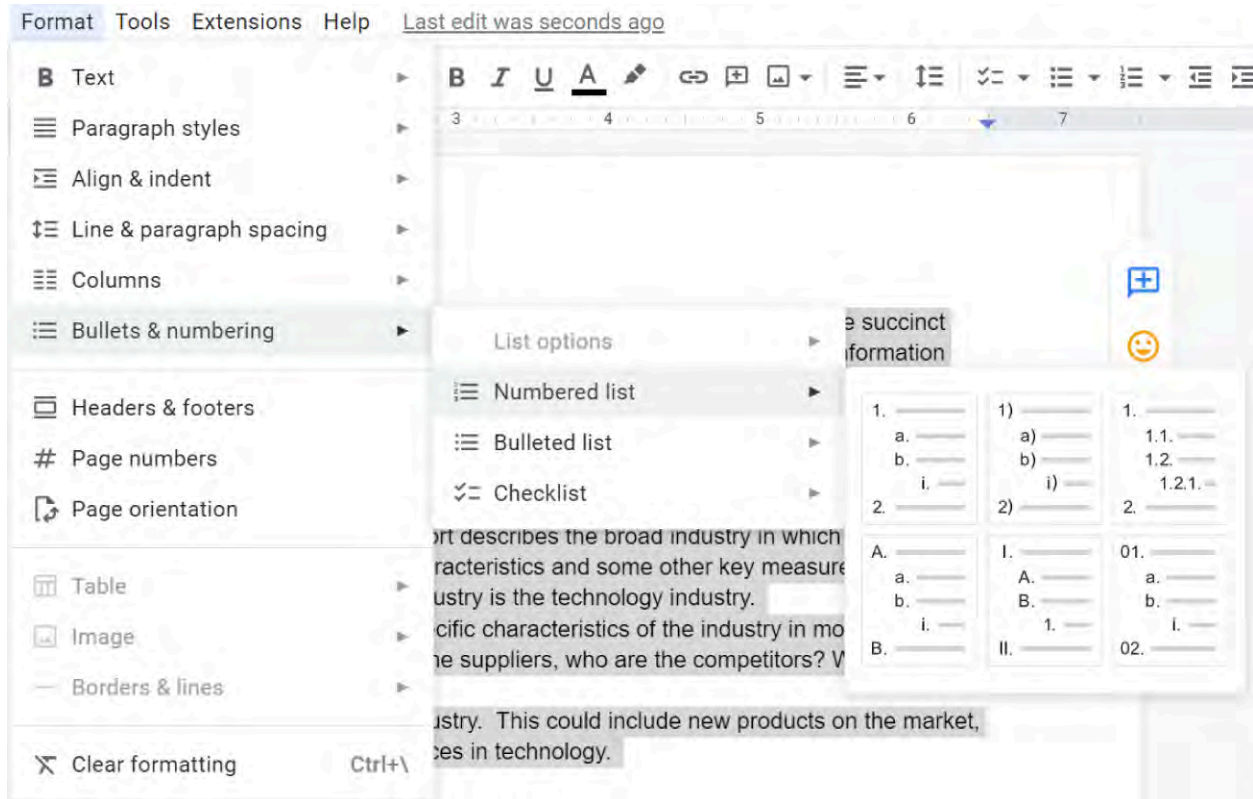 Format Tools Extensions Help Last edit was seconds ago
B Text
B I U A
Paragraph styles
3 4 5 6 7
Align & indent
Line & paragraph spacing
Columns
Bullets & numbering
List options
Numbered list
Bulleted list
Checklist
Headers & footers
# Page numbers
Page orientation
Table
Image
Borders & lines
Clear formatting Ctrl+\
e succinct
formation
1.
a.
b.
i.
2.
1)
a)
b)
i)
2)
1.
1.1.
1.2.
1.2.1.
2.
A.
a.
b.
i.
B.
I.
A.
B.
1.
II.
01.
a.
b.
i.
02.
ort describes the broad industry in which
racteristics and some other key measure
ustry is the technology industry.
cific characteristics of the industry in mo
he suppliers, who are the competitors? W
ustry. This could include new products on the market,
ces in technology.